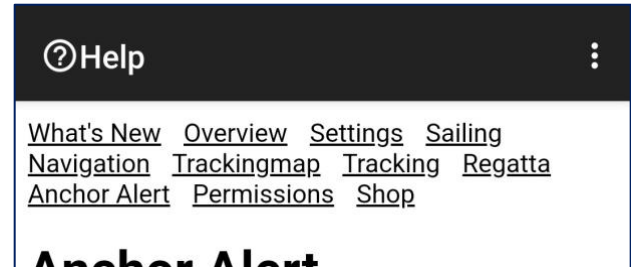 Help
What's New Overview Settings Sailing
Navigation Trackingmap Tracking Regatta
Anchor Alert Permissions Shop
Anchor Alert